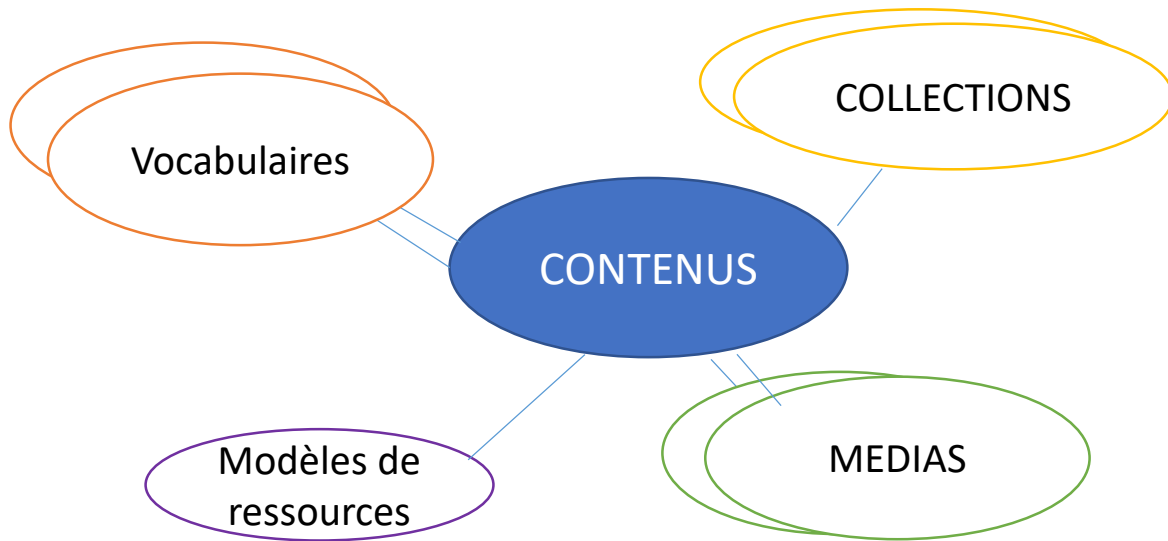 COLLECTIONS
Vocabulaires
CONTENUS
Modèles de
ressources
MEDIAS